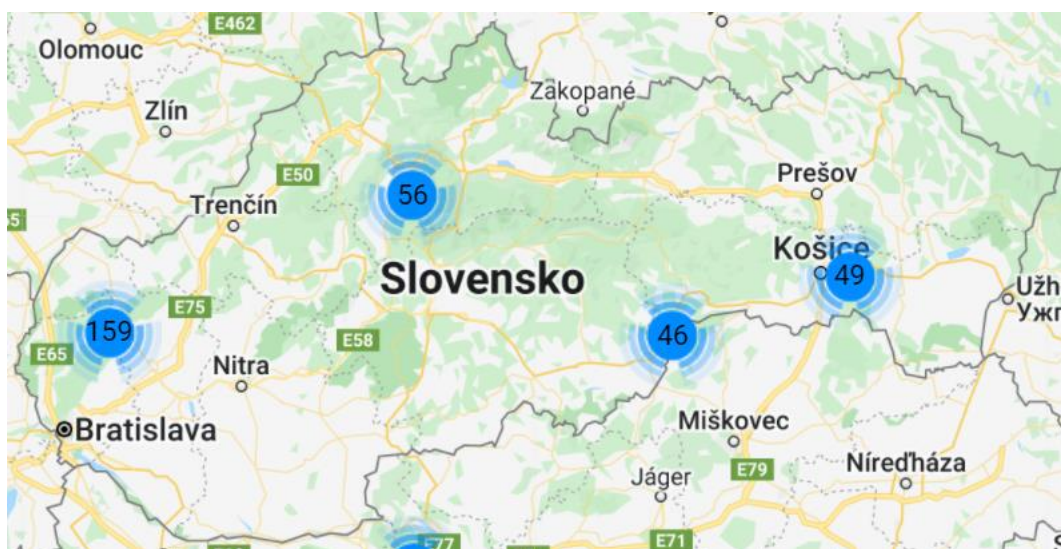 E462
Olomouc
Zlín
Zakopané
E50
56
Prešov
Trenčín
Košice
49
Slovensko
Užh
Ужг
E75
159
46
E65
E58
Nitra
Bratislava
Miškovec
E79
Níreďháza
Jáger
E77
E71